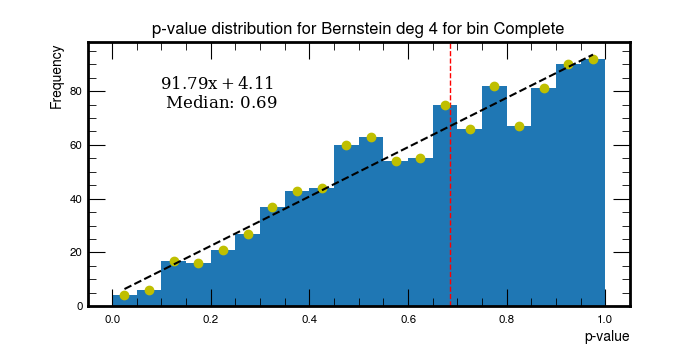 p-value distribution for Bernstein deg 4 for bin Complete
Frequency
91.79x + 4.11
Median: 0.69
80
60
40
20
0
0.0 0.2 0.4 0.6 0.8 1.0
p-value